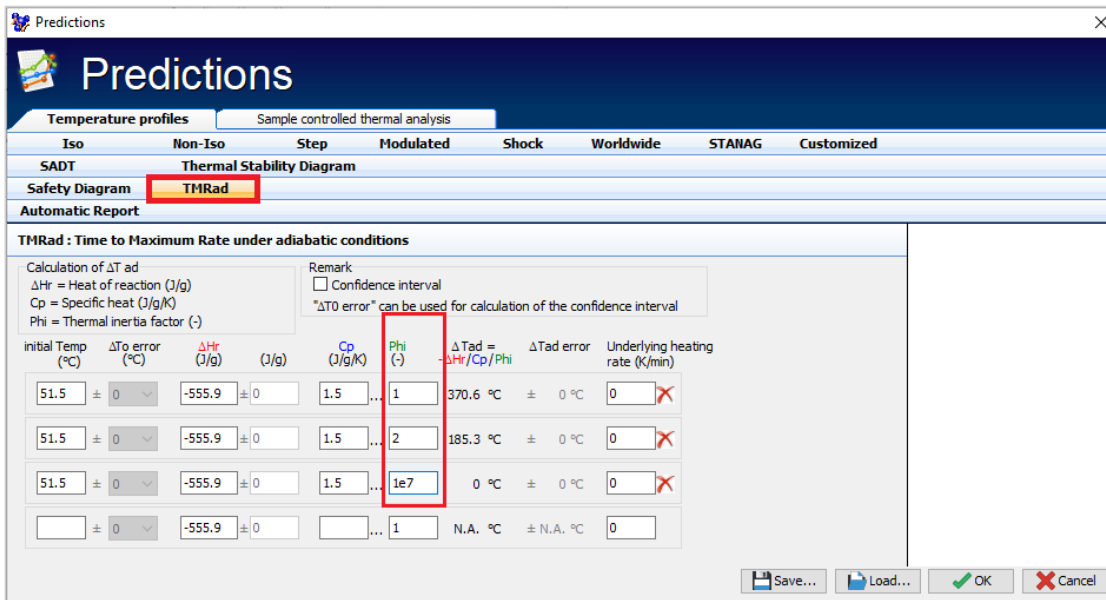 Predictions
Predictions
Temperature profiles Sample controlled thermal analysis
Iso Non-Iso Step Modulated Shock Worldwide STANAG Customized
SADT Thermal Stability Diagram
Safety Diagram TMRad
Automatic Report
TMRad : Time to Maximum Rate under adiabatic conditions
Calculation of ΔT ad
ΔHr = Heat of reaction (J/g)
Cp = Specific heat (J/g/K)
Phi = Thermal inertia factor (-)
Remark
Confidence interval
"ΔT0 error" can be used for calculation of the confidence interval
initial Temp ΔTo error ΔHr Cp Phi ΔTad = ΔTad error Underlying heating
(°C) (°C) (J/g) (J/g) (J/g/K) (-) -ΔHr/Cp/Phi rate (K/min)
51.5 ± 0 -555.9 ± 0 1.5 ... 1 370.6 °C ± 0 °C 0
51.5 ± 0 -555.9 ± 0 1.5 ... 2 185.3 °C ± 0 °C 0
51.5 ± 0 -555.9 ± 0 1.5 ... 1e7 0 °C ± 0 °C 0
± 0 -555.9 ± 0 ... 1 N.A. °C ± N.A. °C 0
Save... Load... OK Cancel